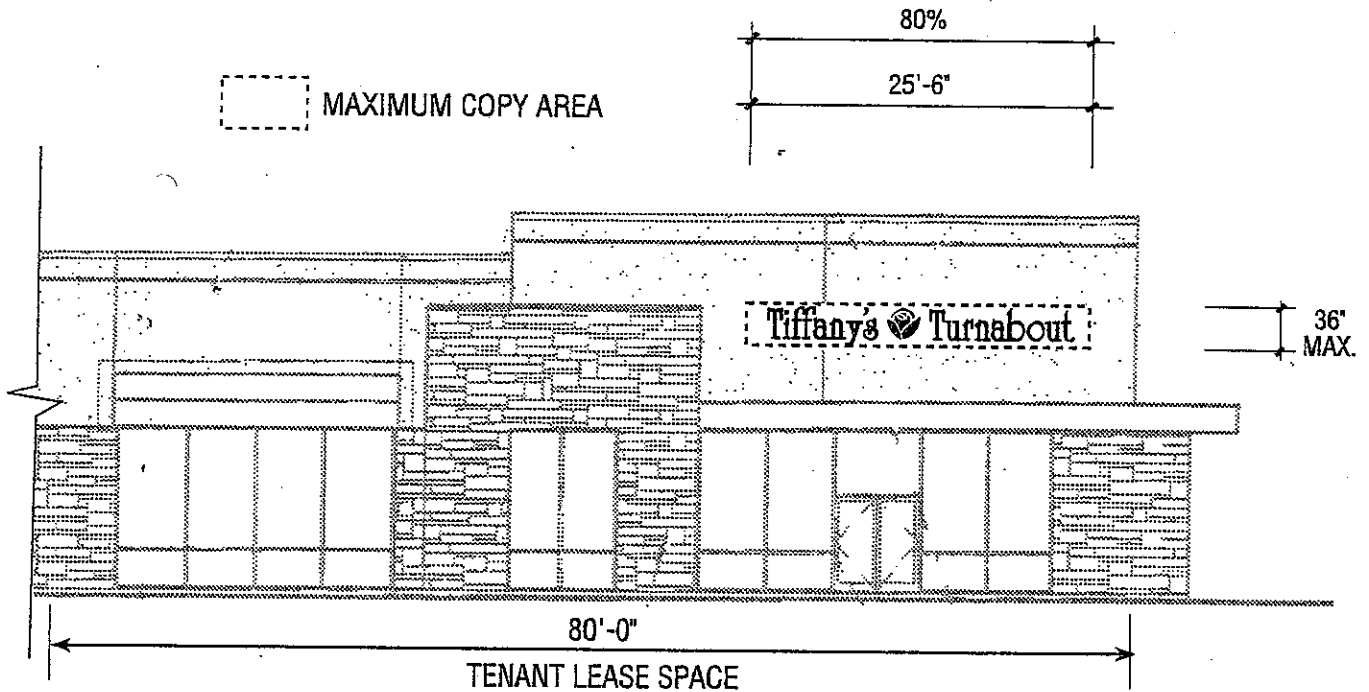 80%
25'-6"
MAXIMUM COPY AREA
Tiffany's Turnabout
36"
MAX.
80'-0"
TENANT LEASE SPACE